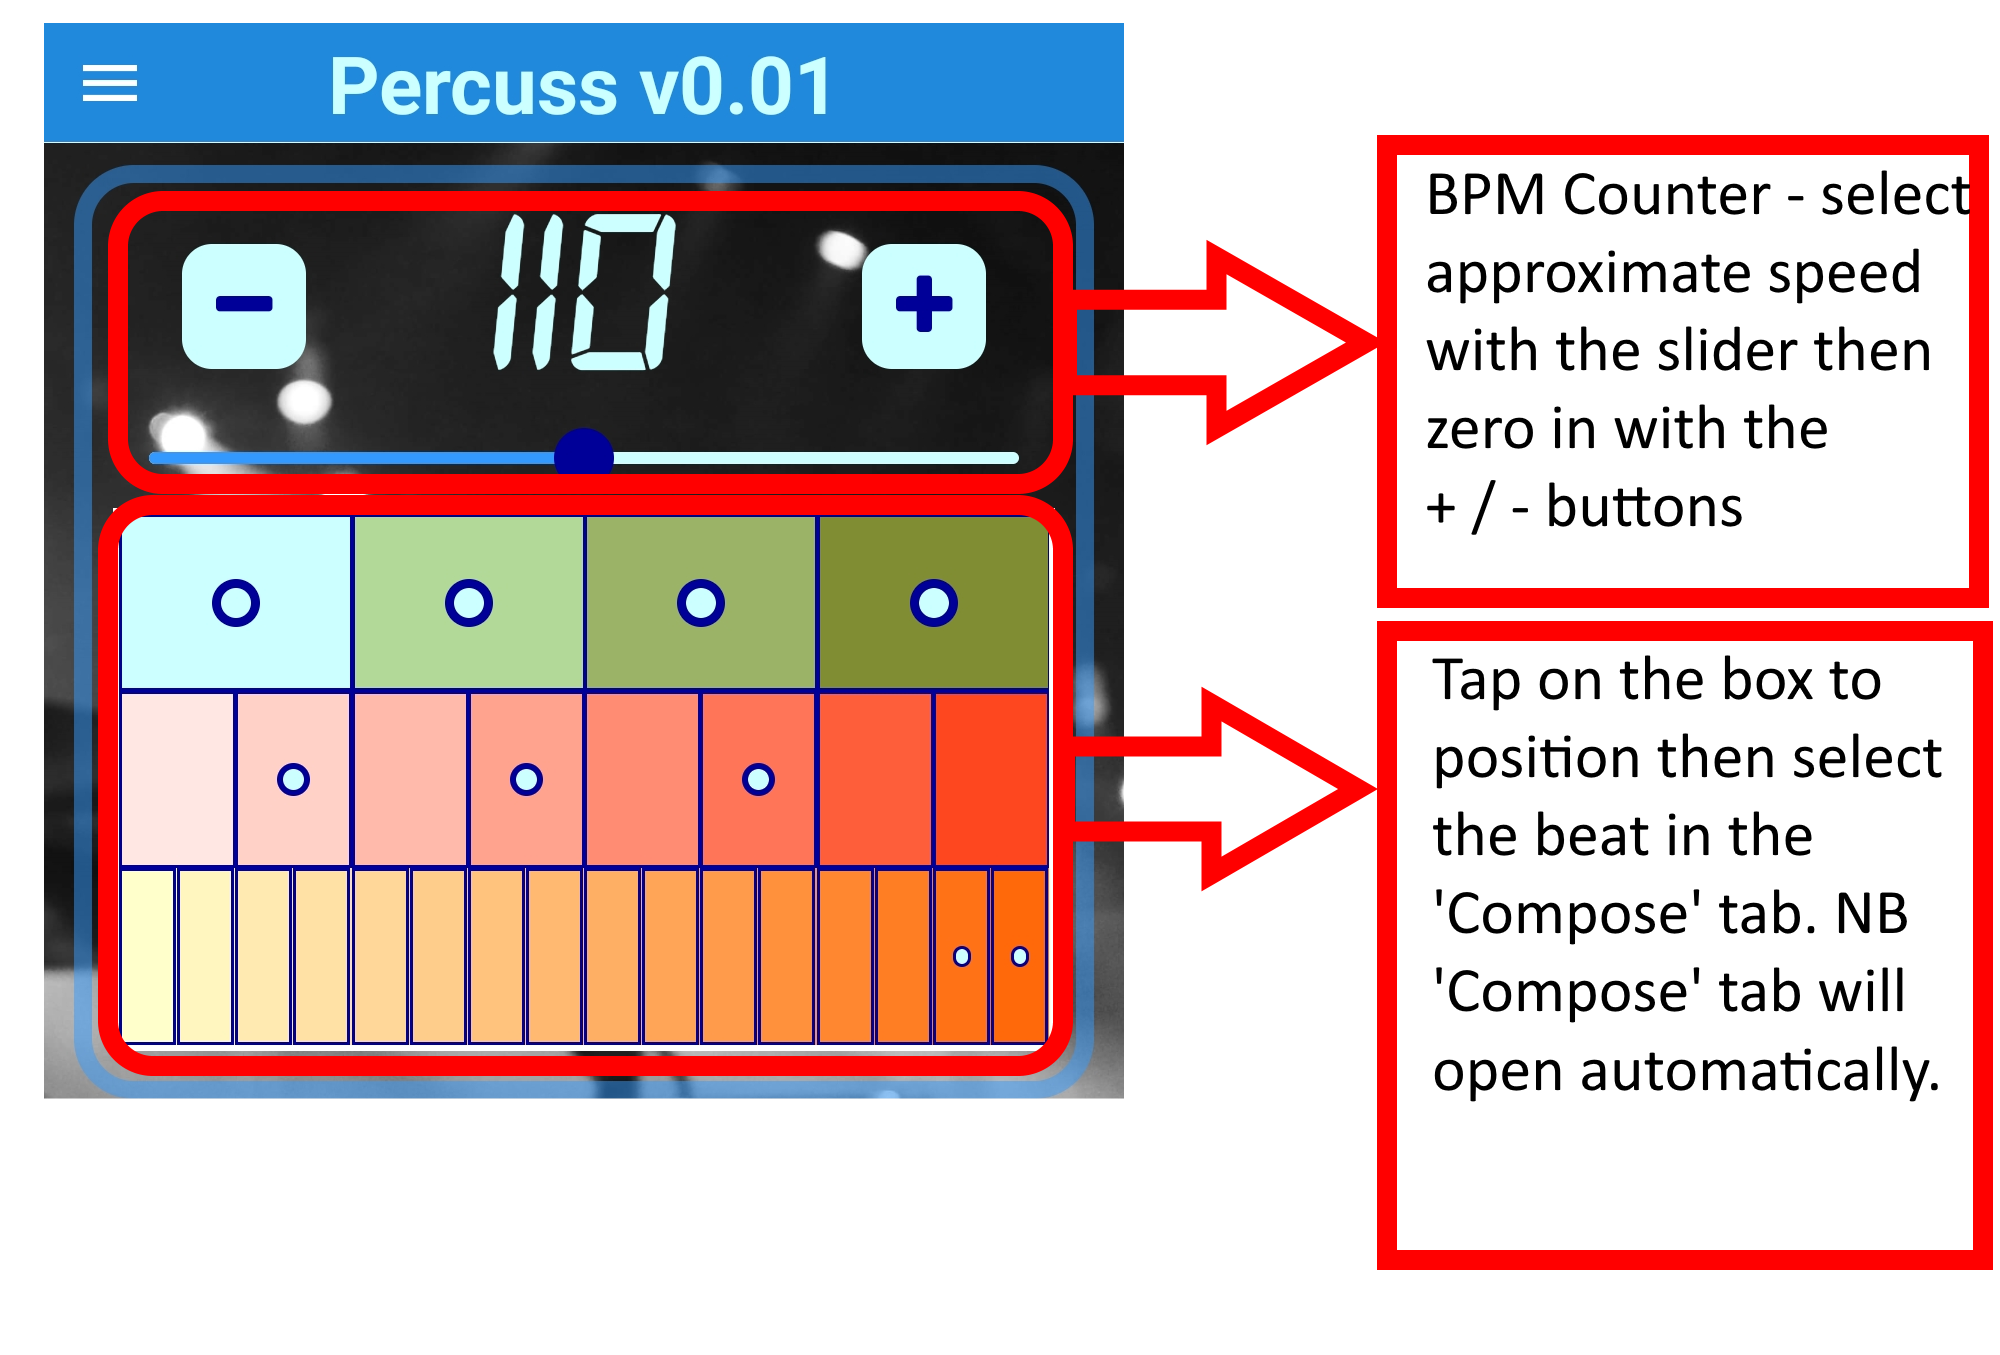 Percuss v0.01
110
BPM Counter - select
approximate speed
with the slider then
zero in with the
+ / - buttons
Tap on the box to
position then select
the beat in the
'Compose' tab. NB
'Compose' tab will
open automatically.